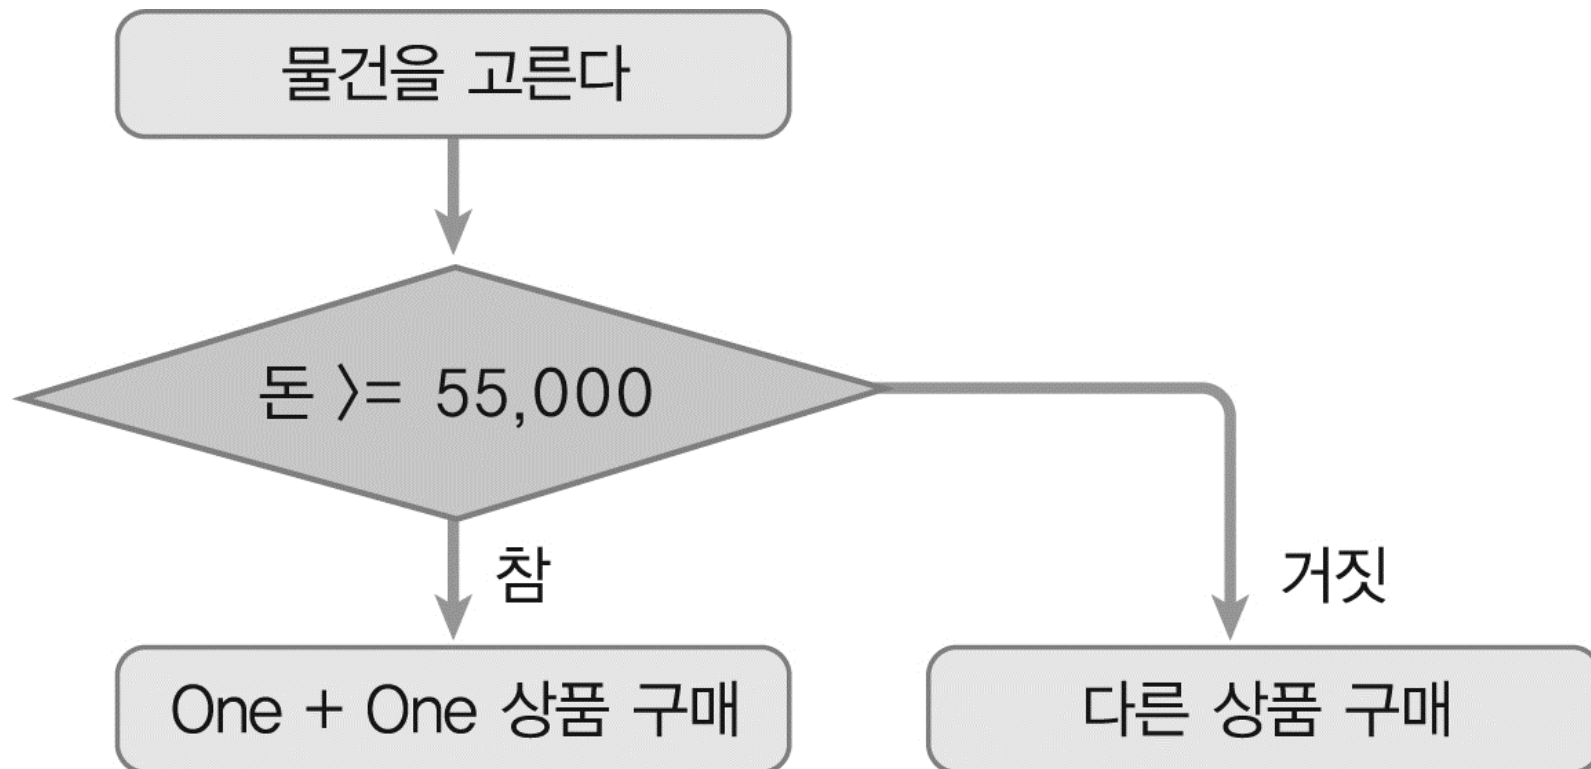 물건을 고른다
돈 >= 55,000
참
거짓
One + One 상품 구매
다른 상품 구매